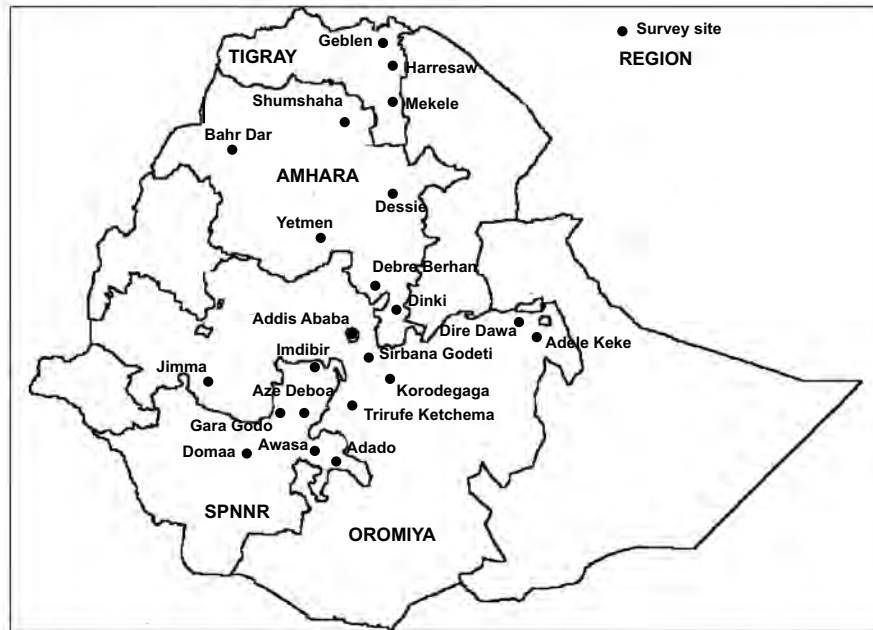 Survey site
REGION
Geblen
TIGRAY
Harresaw
Shumshaha
Mekele
Bahr Dar
AMHARA
Dessie
Yetmen
Debre Berhan
Dinki
Addis Ababa
Dire Dawa
Adele Keke
Imdibir
Sirbana Godeti
Jimma
Aze Deboa
Korodegaga
Gara Godo
Trirufe Ketchema
Domaa
Awasa
Adado
SPNNR
OROMIYA